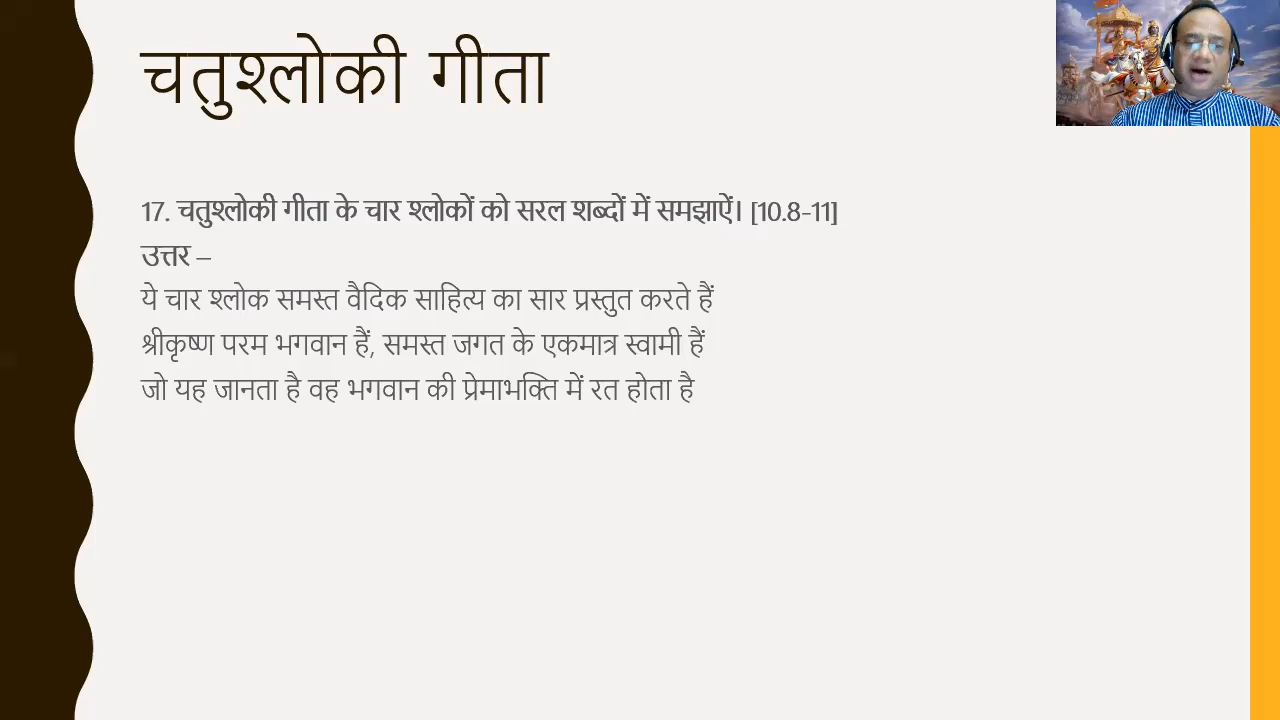 चतुश्लोकी गीता
17. चतुश्लोकी गीता के चार श्लोकों को सरल शब्दों में समझाऐं। [10.8-11]
उत्तर –
ये चार श्लोक समस्त वैदिक साहित्य का सार प्रस्तुत करते हैं
श्रीकृष्ण परम भगवान हैं, समस्त जगत के एकमात्र स्वामी हैं
जो यह जानता है वह भगवान की प्रेमाभक्ति में रत होता है